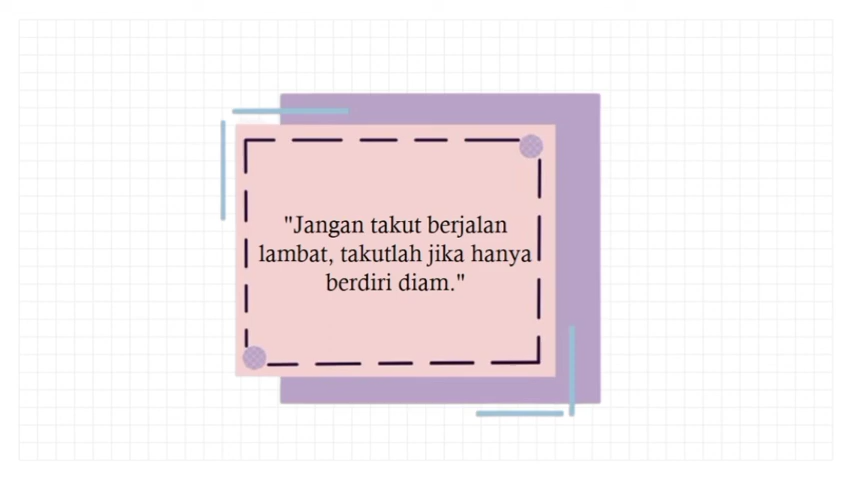 "Jangan takut berjalan
lambat, takutlah jika hanya
berdiri diam."